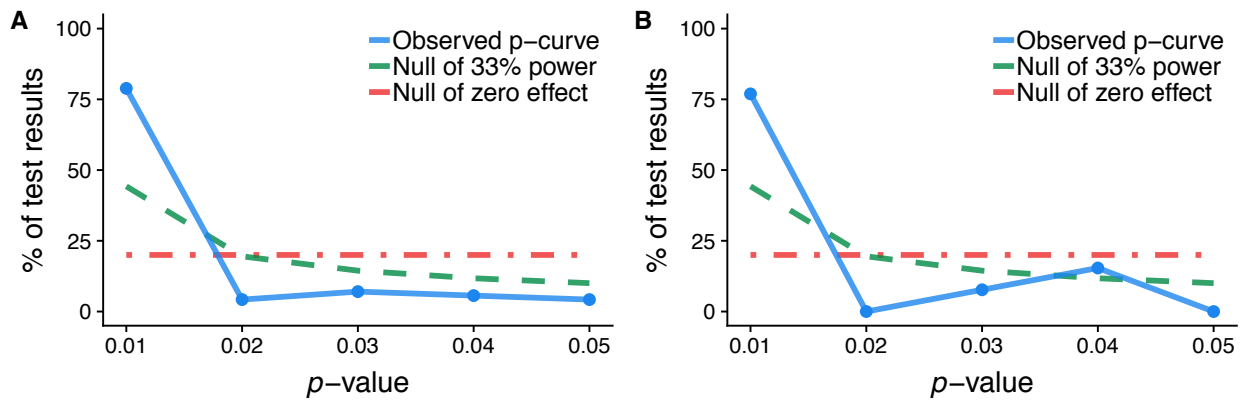 A
% of test results
100
75
50
25
0
Observed p−curve
Null of 33% power
Null of zero effect
0.01 0.02 0.03 0.04 0.05
p−value
B
% of test results
100
75
50
25
0
Observed p−curve
Null of 33% power
Null of zero effect
0.01 0.02 0.03 0.04 0.05
p−value